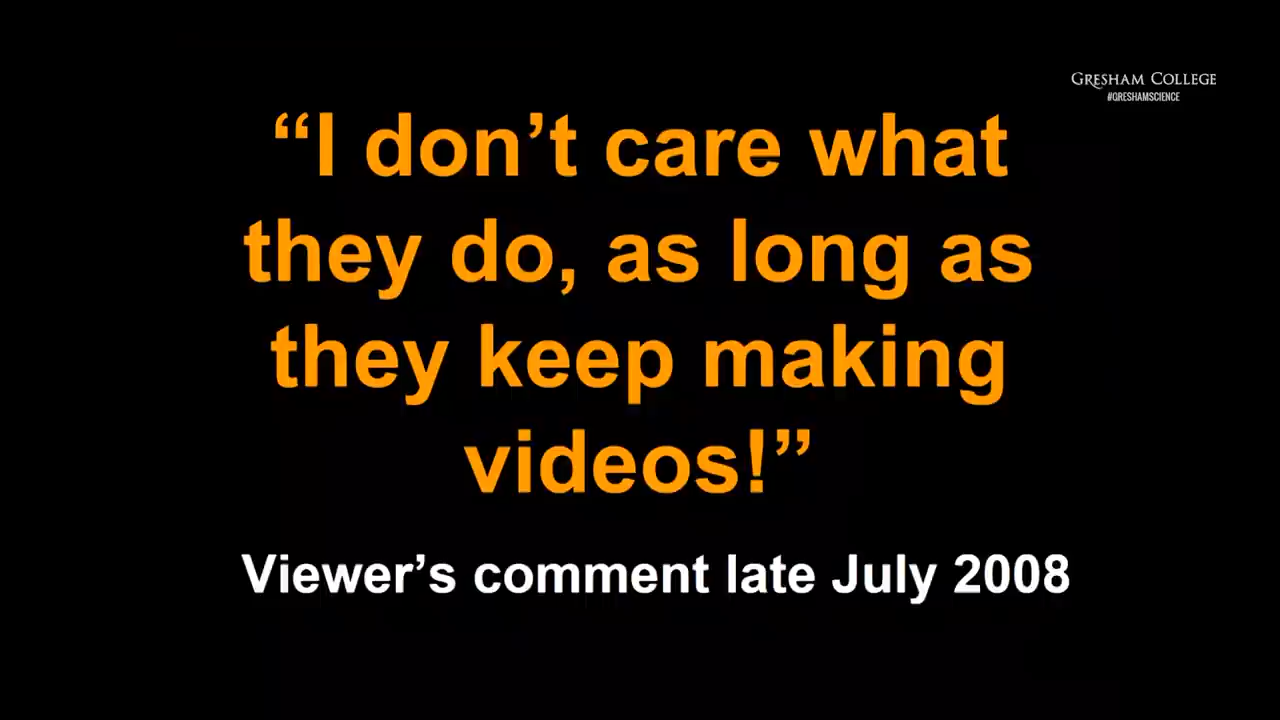 GRESHAM COLLEGE
#GRESHAMSCIENCE
“I don’t care what
they do, as long as
they keep making
videos!”
Viewer’s comment late July 2008